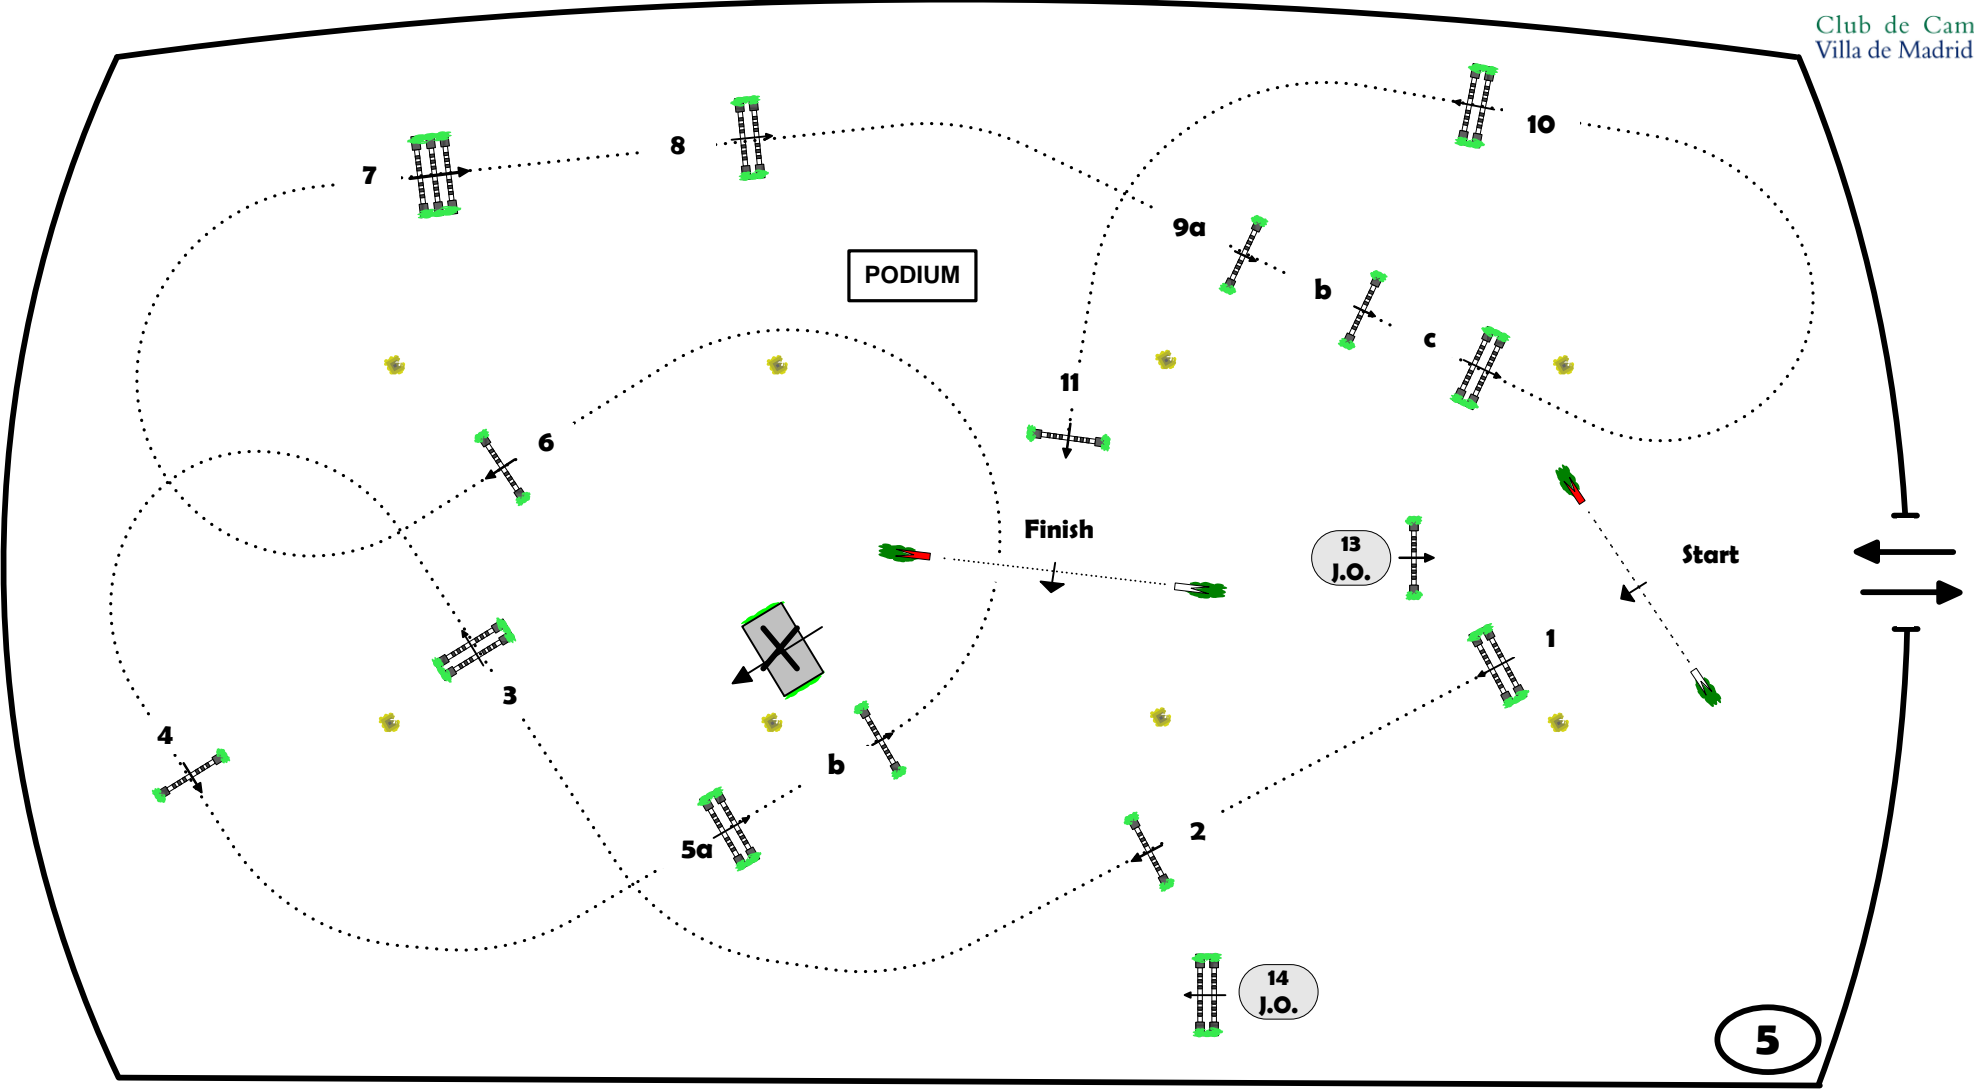 Club de Cam
Villa de Madrid
10
8
7
9a
PODIUM
b
c
11
6
Finish
13
J.O.
Start
1
3
4
b
2
5a
14
J.O.
5